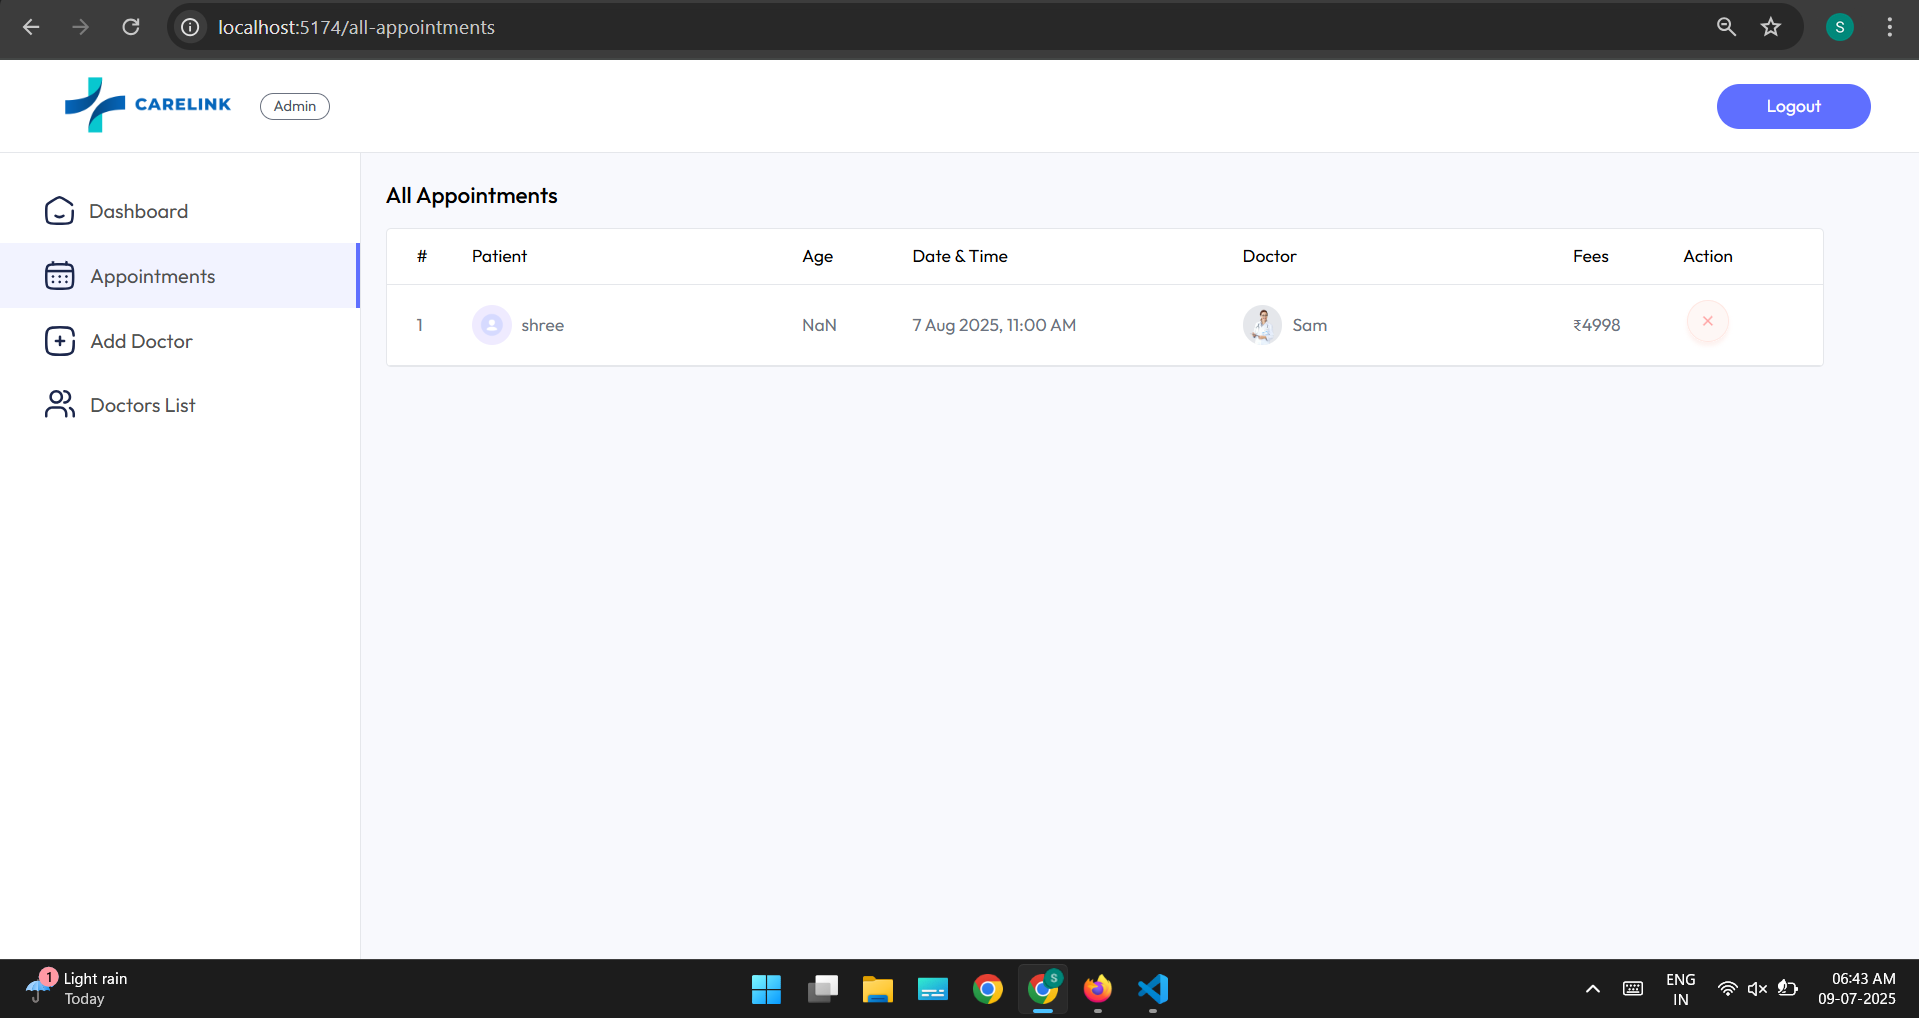 localhost:5174/all-appointments
S
CARELINK
Admin
Logout
Dashboard
Appointments
Add Doctor
Doctors List
All Appointments
# Patient Age Date & Time Doctor Fees Action
1 shree NaN 7 Aug 2025, 11:00 AM Sam ₹4998
1
Light rain
Today
S
ENG
IN
06:43 AM
09-07-2025